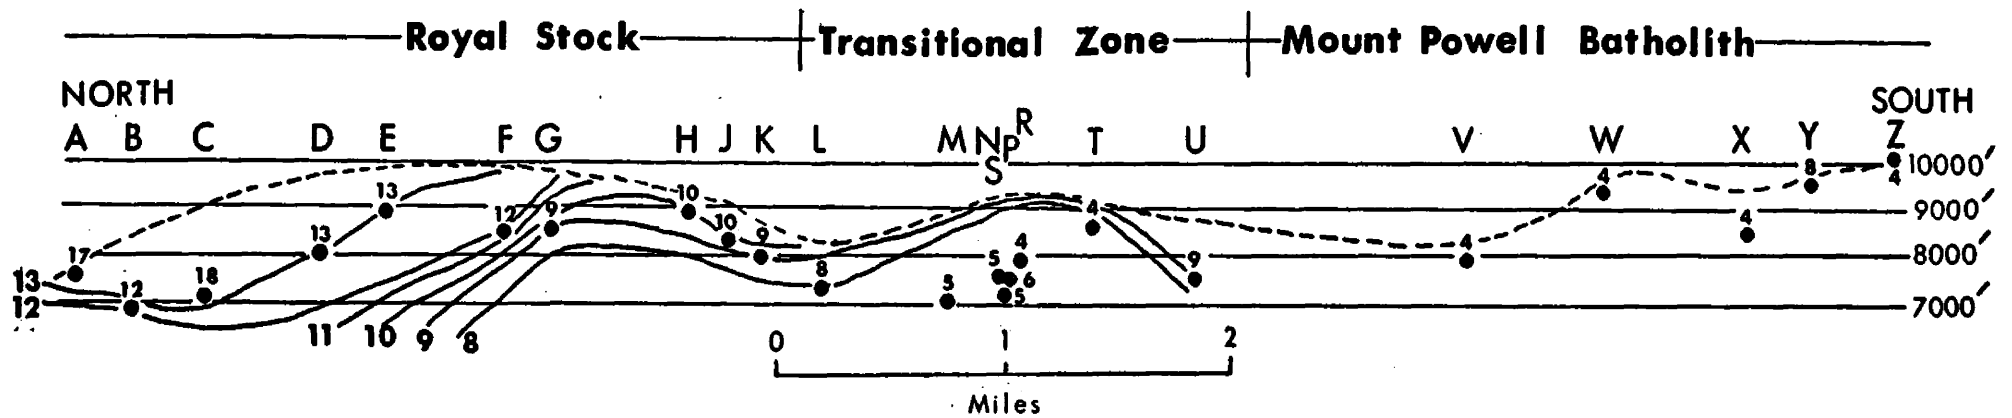 Royal Stock Transitional Zone Mount Powell Batholith
NORTH SOUTH
A B C D E F G H J K L M N P R S T U V W X Y Z
10000′
9000′
8000′
7000′
17 12 18 13 13 12 9 10 10 9 8 5 5 4 6 5 4 9 4 4 4 8 4
13
12
11 10 9 8
0 1 2
Miles